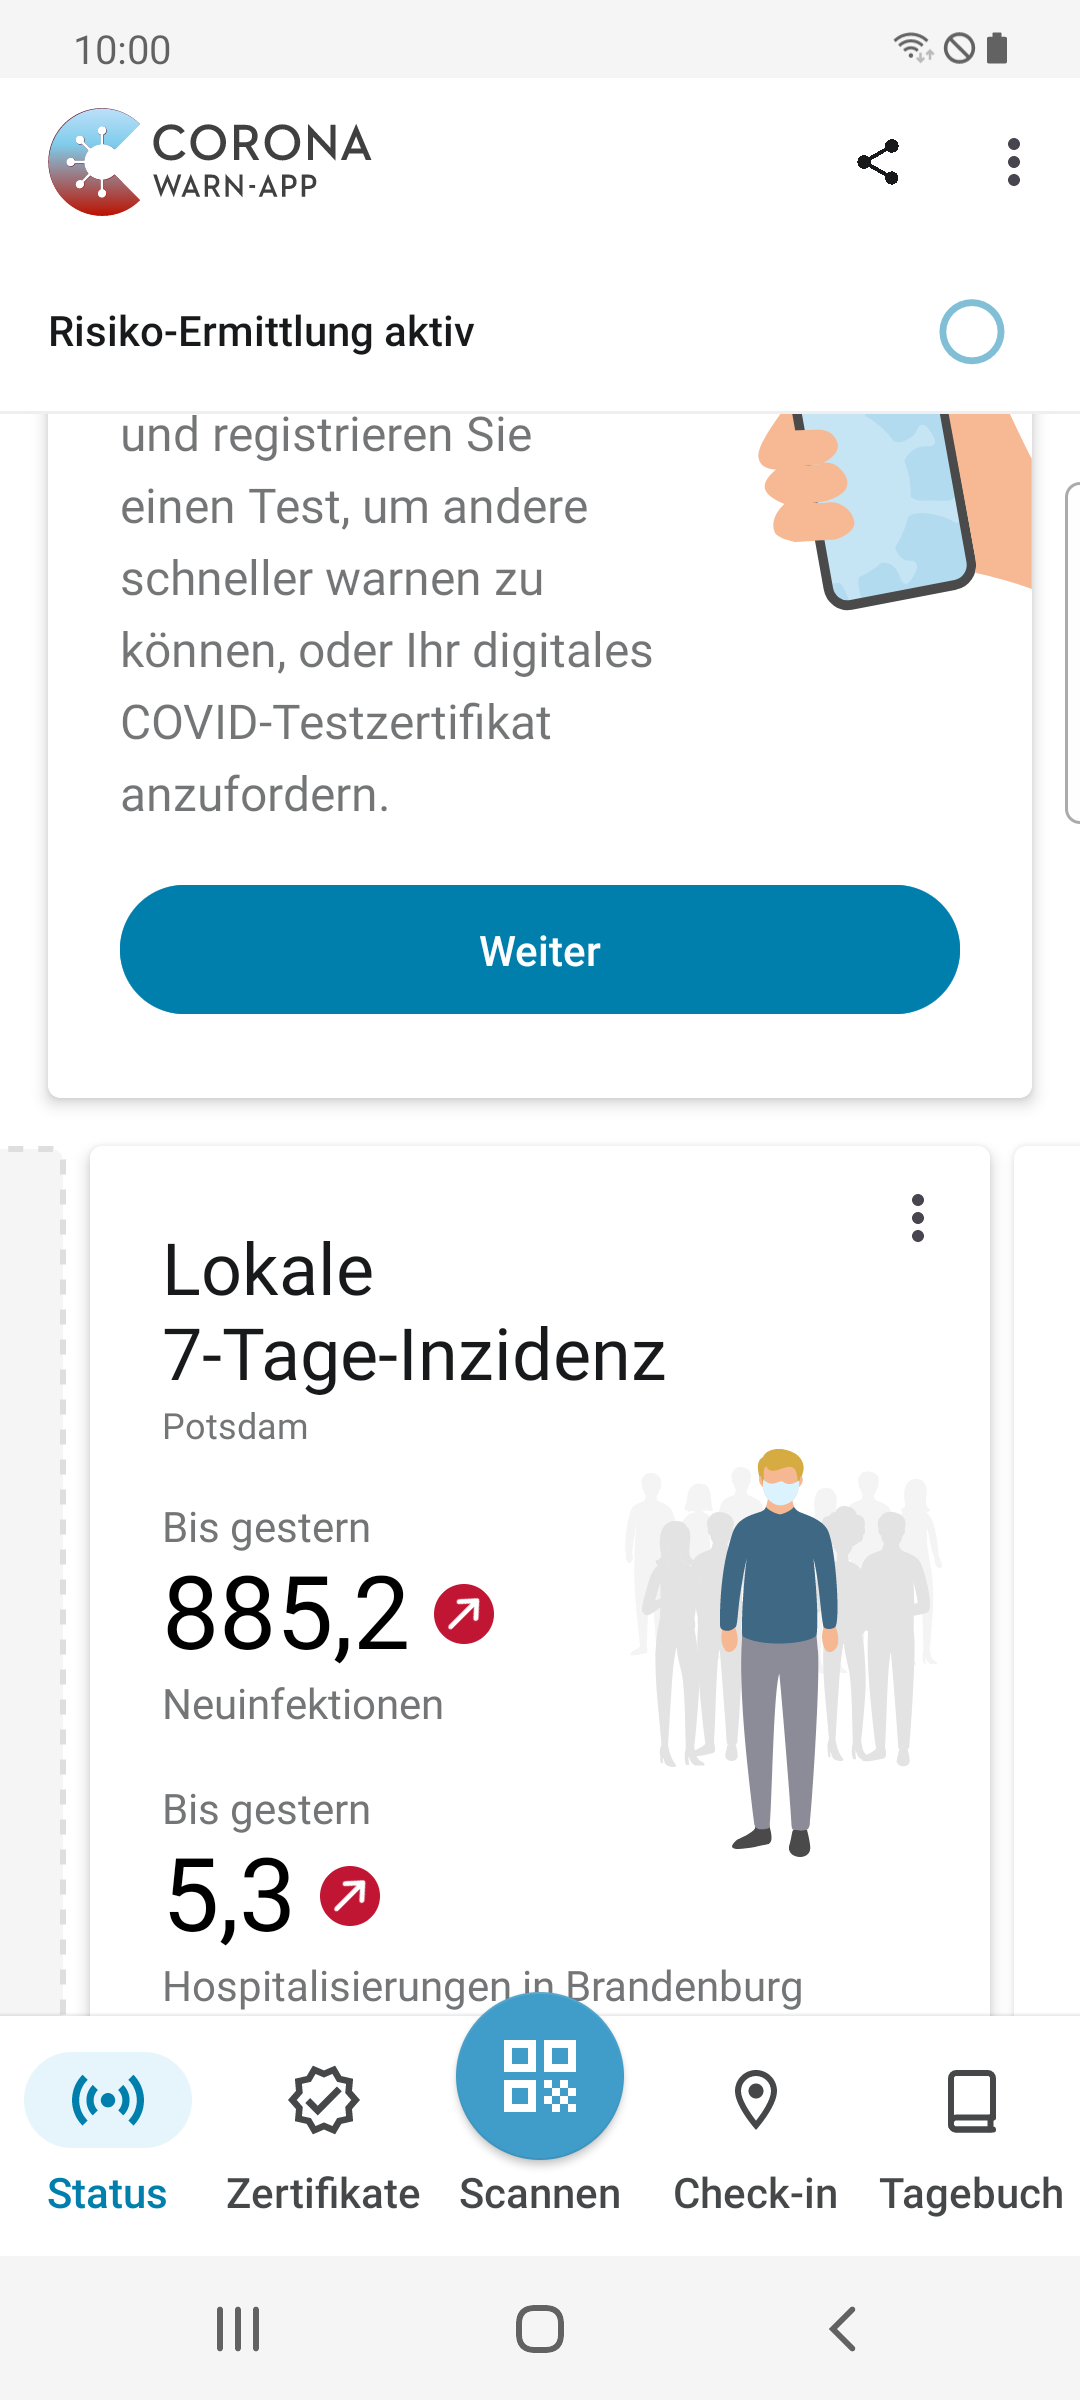 10:00
CORONA
WARN-APP
Risiko-Ermittlung aktiv
und registrieren Sie
einen Test, um andere
schneller warnen zu
können, oder Ihr digitales
COVID-Testzertifikat
anzufordern.
Weiter
Lokale
7-Tage-Inzidenz
Potsdam
Bis gestern
885,2
Neuinfektionen
Bis gestern
5,3
Hospitalisierungen in Brandenburg
Status
Zertifikate
Scannen
Check-in
Tagebuch